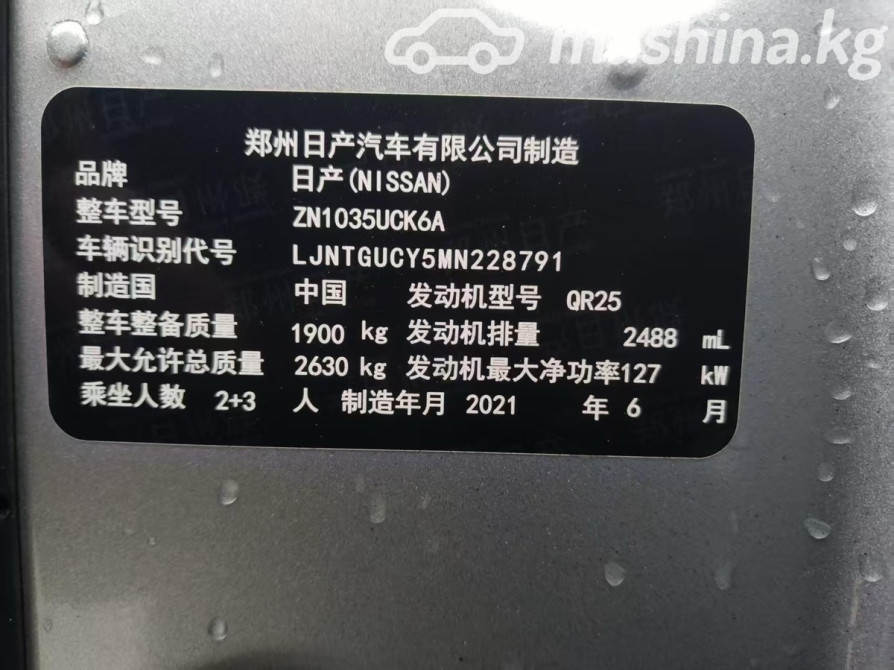 mashina.kg
郑州日产汽车有限公司制造
品牌 日产(NISSAN)
整车型号 ZN1035UCK6A
车辆识别代号 LJNTGUCY5MN228791
制造国 中国 发动机型号 QR25
整车整备质量 1900 kg 发动机排量 2488 mL
最大允许总质量 2630 kg 发动机最大净功率127 kW
乘坐人数 2+3 人 制造年月 2021 年 6 月